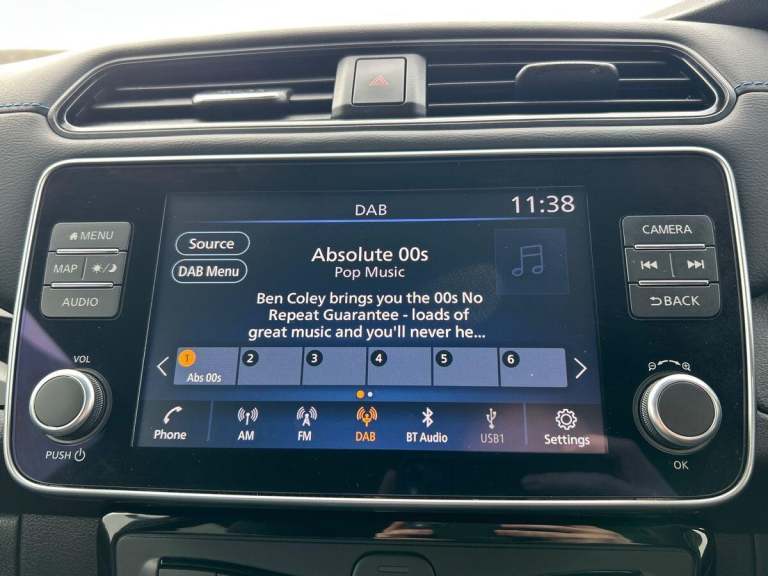 DAB
11:38
MENU
MAP
AUDIO
Source
DAB Menu
Absolute 00s
Pop Music
Ben Coley brings you the 00s No
Repeat Guarantee - loads of
great music and you'll never he...
1 2 3 4 5 6
Abs 00s
Phone AM FM DAB BT Audio USB1 Settings
CAMERA
BACK
VOL
PUSH
OK